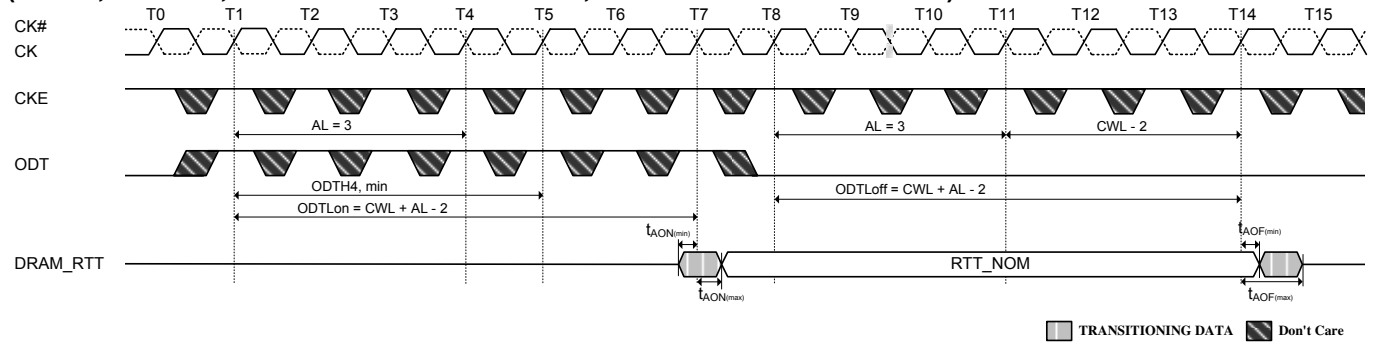 T0 T1 T2 T3 T4 T5 T6 T7 T8 T9 T10 T11 T12 T13 T14 T15
CK#
CK
CKE
AL = 3 AL = 3 CWL - 2
ODT
ODTH4, min ODTLoff = CWL + AL - 2
ODTLon = CWL + AL - 2
tAON(min) tAOF(min)
DRAM_RTT RTT_NOM
tAON(max) tAOF(max)
TRANSITIONING DATA Don't Care